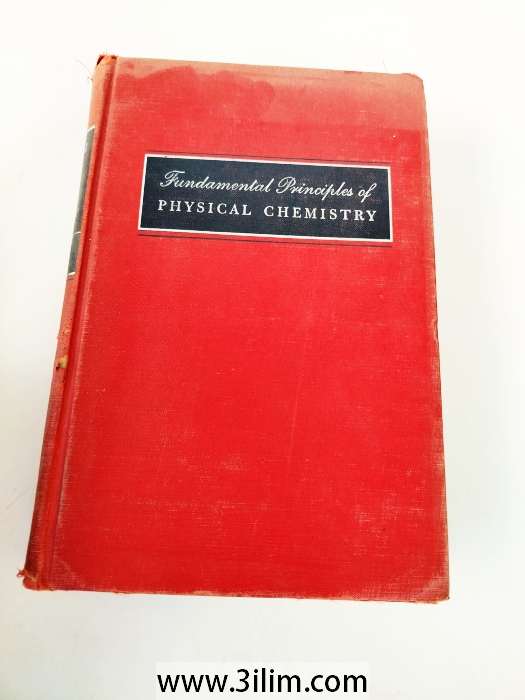 Fundamental Principles of
PHYSICAL CHEMISTRY
www.3ilim.com